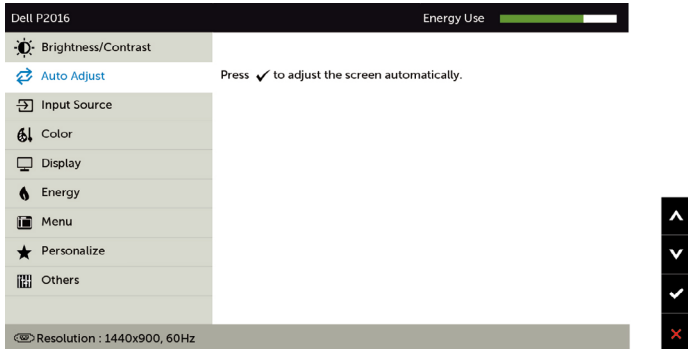 Dell P2016 Energy Use
Brightness/Contrast
Auto Adjust Press ✓ to adjust the screen automatically.
Input Source
Color
Display
Energy
Menu
Personalize
Others
Resolution : 1440x900, 60Hz